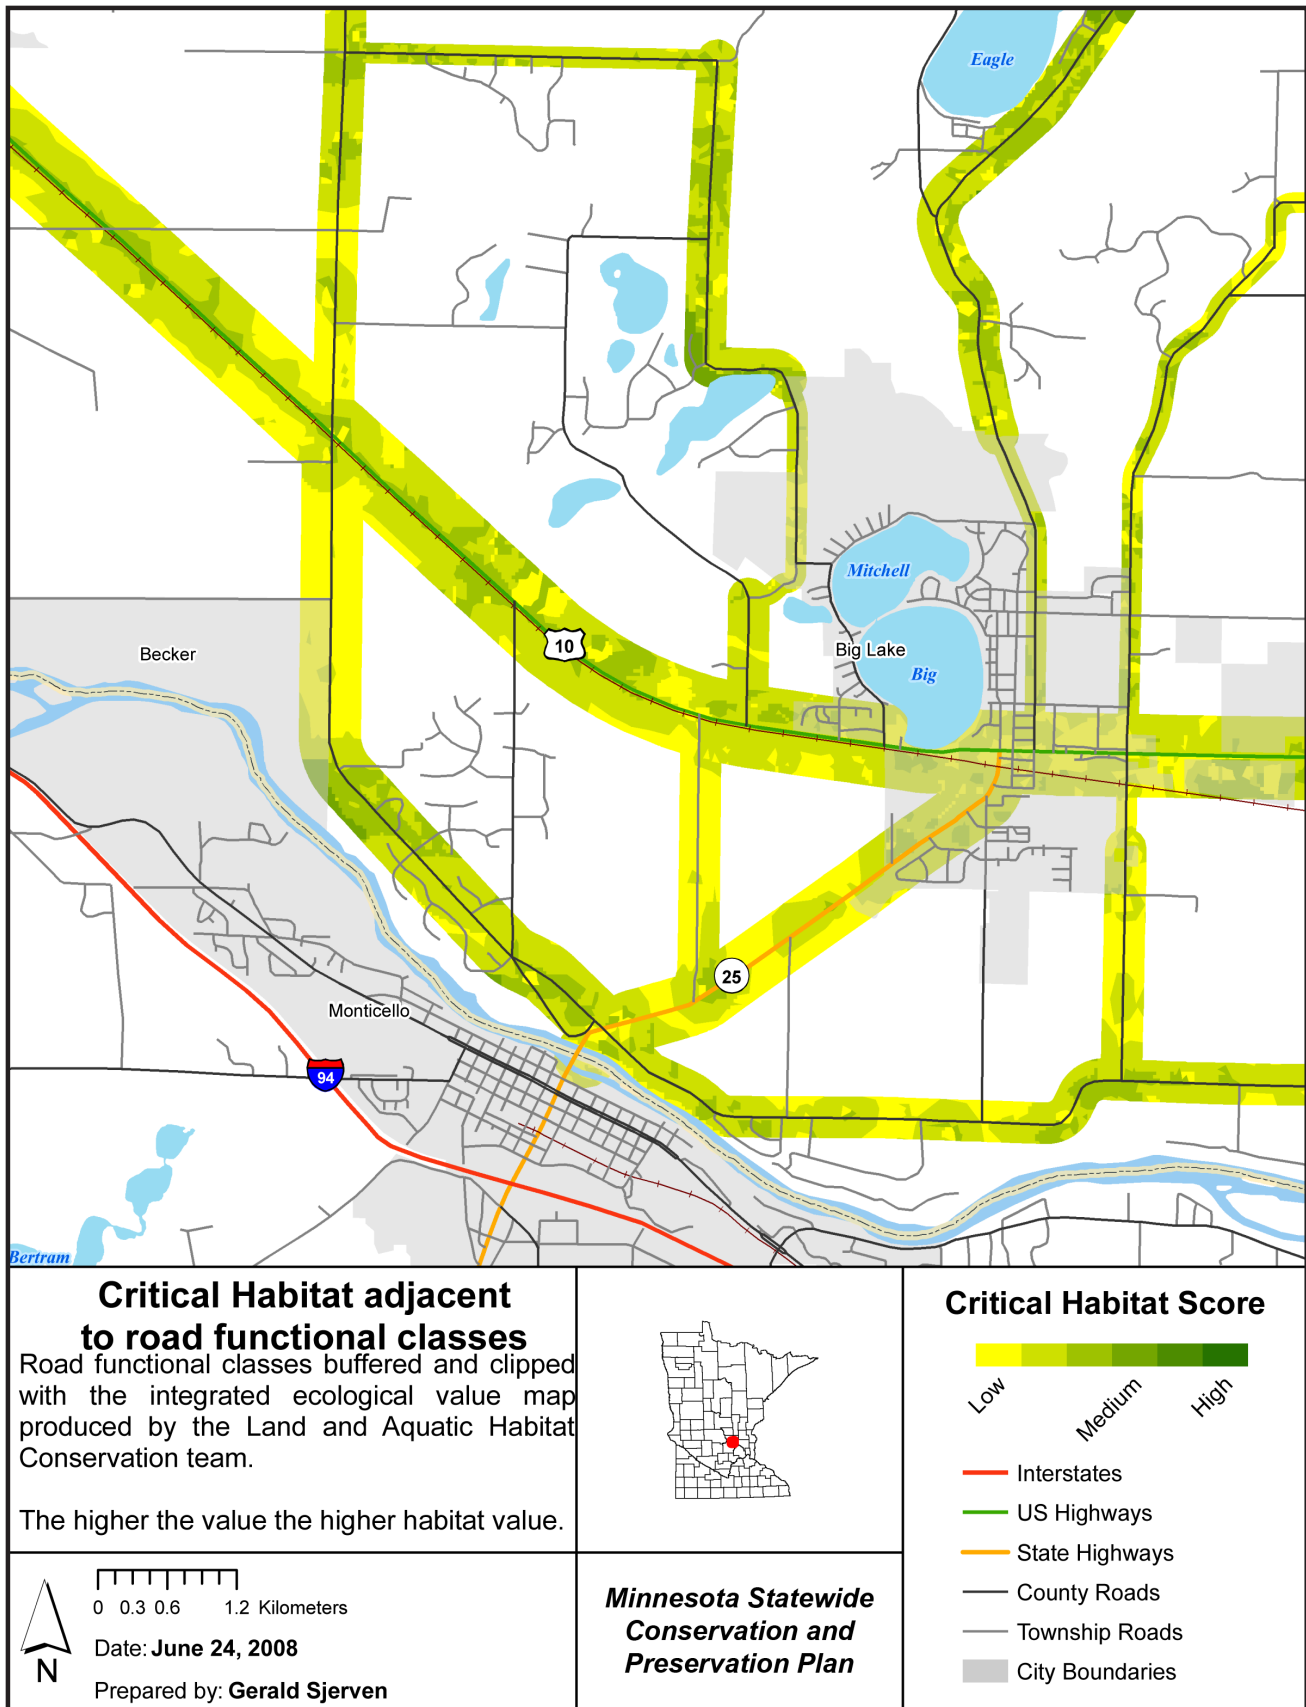 Eagle
Mitchell
10
Becker
Big Lake
Big
25
Monticello
94
Bertram
Critical Habitat adjacent
to road functional classes
Road functional classes buffered and clipped
with the integrated ecological value map
produced by the Land and Aquatic Habitat
Conservation team.
The higher the value the higher habitat value.
0 0.3 0.6 1.2 Kilometers
Date: June 24, 2008
N
Prepared by: Gerald Sjerven
Minnesota Statewide
Conservation and
Preservation Plan
Critical Habitat Score
Low
Medium
High
Interstates
US Highways
State Highways
County Roads
Township Roads
City Boundaries